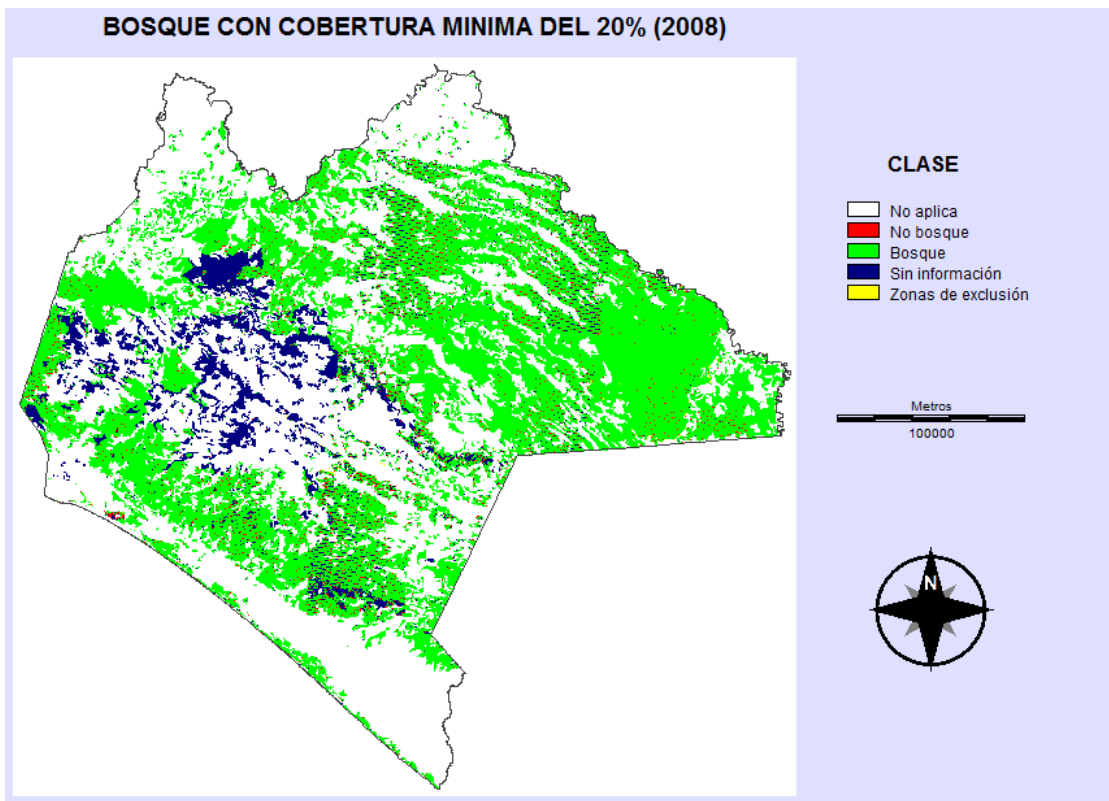 BOSQUE CON COBERTURA MINIMA DEL 20% (2008)
CLASE
No aplica
No bosque
Bosque
Sin información
Zonas de exclusión
Metros
100000
N